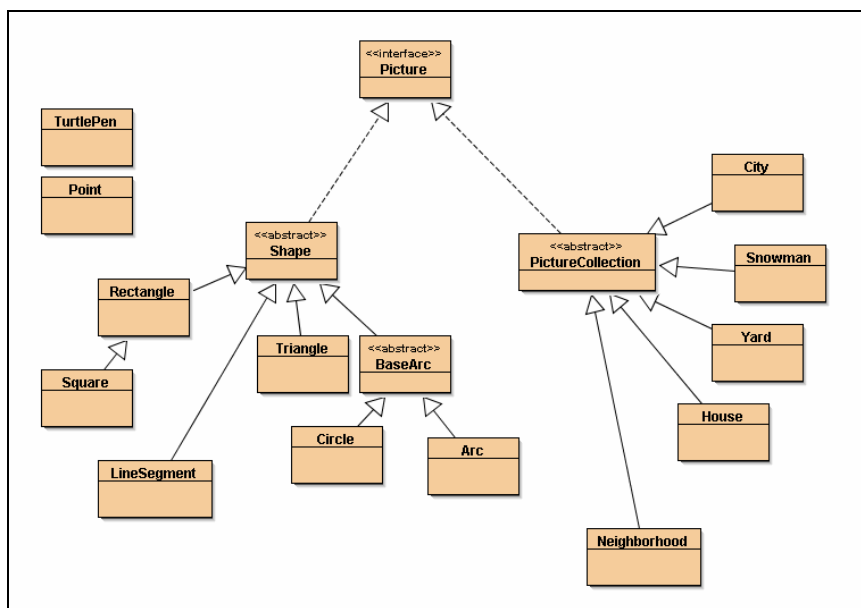 <<interface>>
Picture
TurtlePen
Point
City
<<abstract>>
Shape
<<abstract>>
PictureCollection
Snowman
Rectangle
Triangle
<<abstract>>
BaseArc
Yard
Square
House
Circle
Arc
LineSegment
Neighborhood